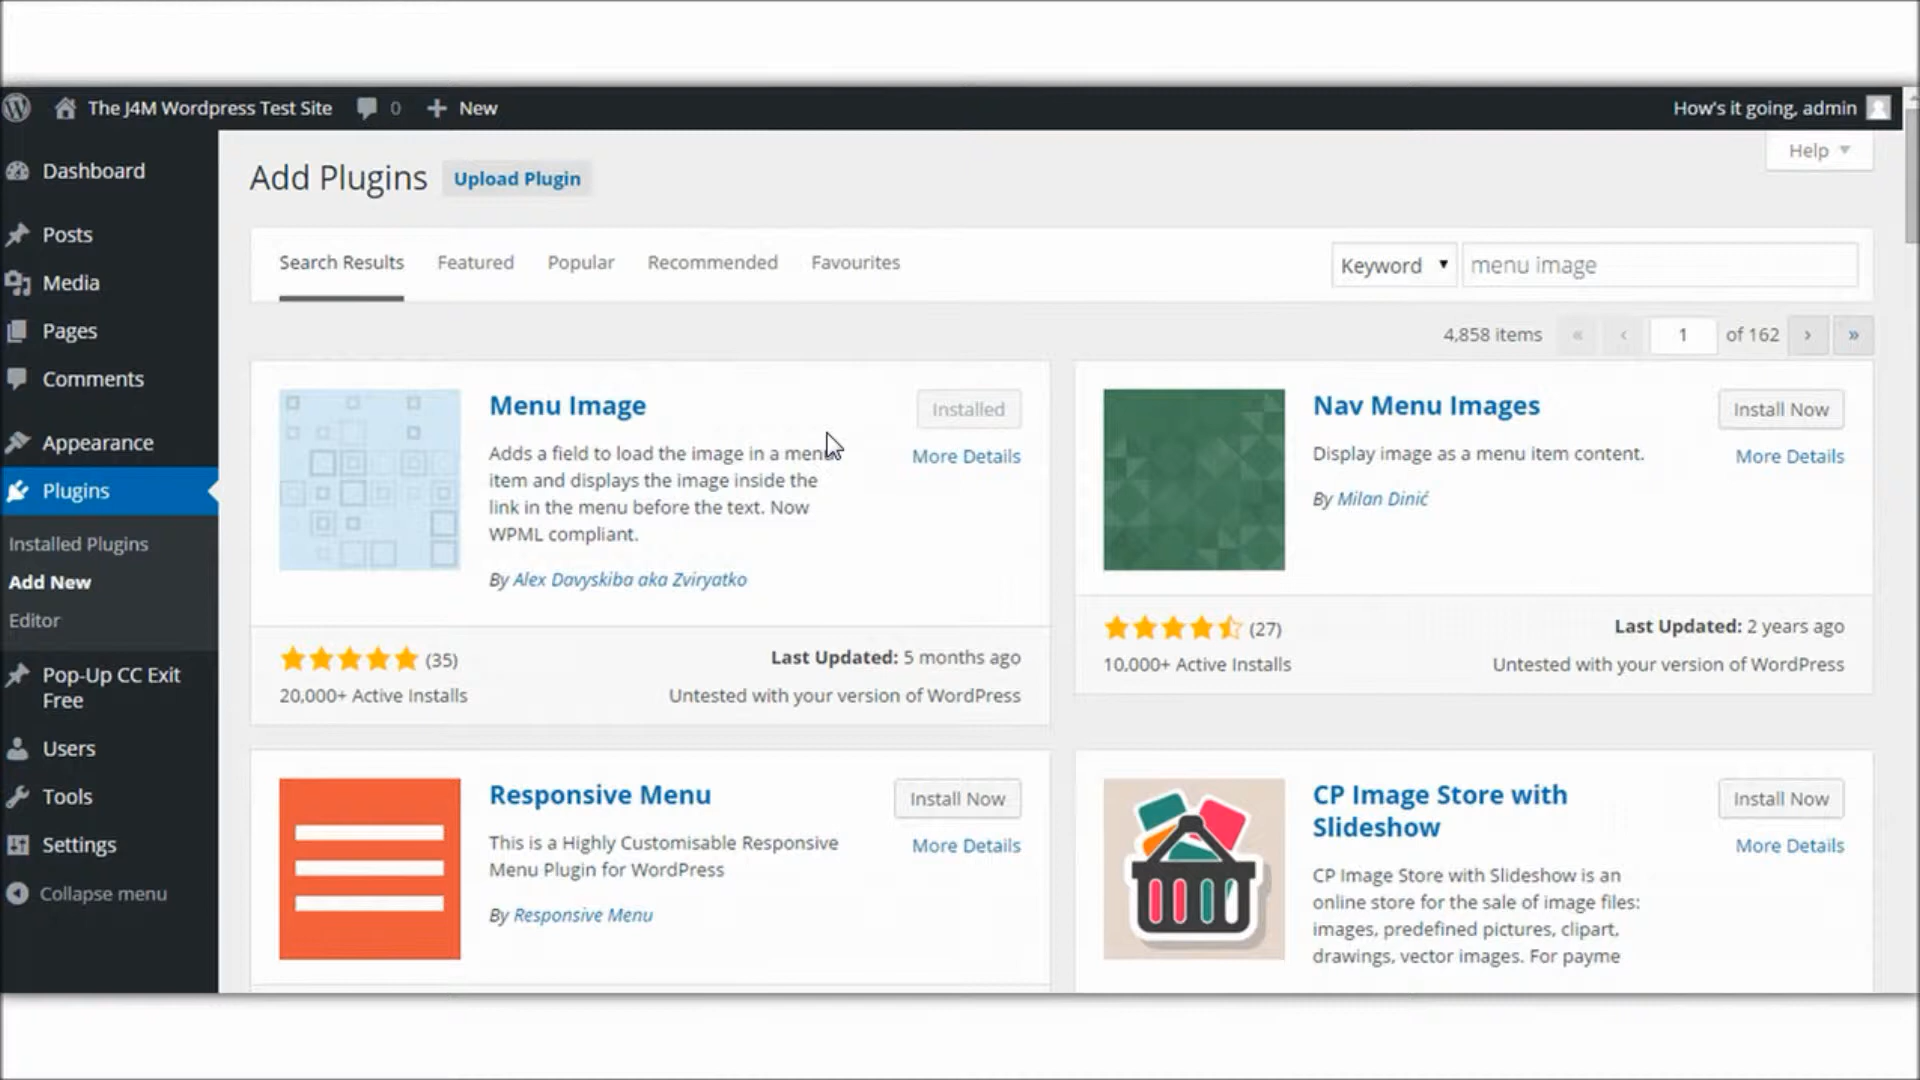 The J4M Wordpress Test Site
0
New
How's it going, admin
Dashboard
Posts
Media
Pages
Comments
Appearance
Plugins
Installed Plugins
Add New
Editor
Pop-Up CC Exit
Free
Users
Tools
Settings
Collapse menu
Help
Add Plugins
Upload Plugin
Search Results
Featured
Popular
Recommended
Favourites
Keyword
menu image
4,858 items
«
‹
1
of 162
›
»
Menu Image
Installed
More Details
Adds a field to load the image in a menu
item and displays the image inside the
link in the menu before the text. Now
WPML compliant.
By Alex Davyskiba aka Zviryatko
(35)
Last Updated: 5 months ago
20,000+ Active Installs
Untested with your version of WordPress
Nav Menu Images
Install Now
More Details
Display image as a menu item content.
By Milan Dinić
(27)
Last Updated: 2 years ago
10,000+ Active Installs
Untested with your version of WordPress
Responsive Menu
Install Now
More Details
This is a Highly Customisable Responsive
Menu Plugin for WordPress
By Responsive Menu
CP Image Store with
Slideshow
Install Now
More Details
CP Image Store with Slideshow is an
online store for the sale of image files:
images, predefined pictures, clipart,
drawings, vector images. For payme